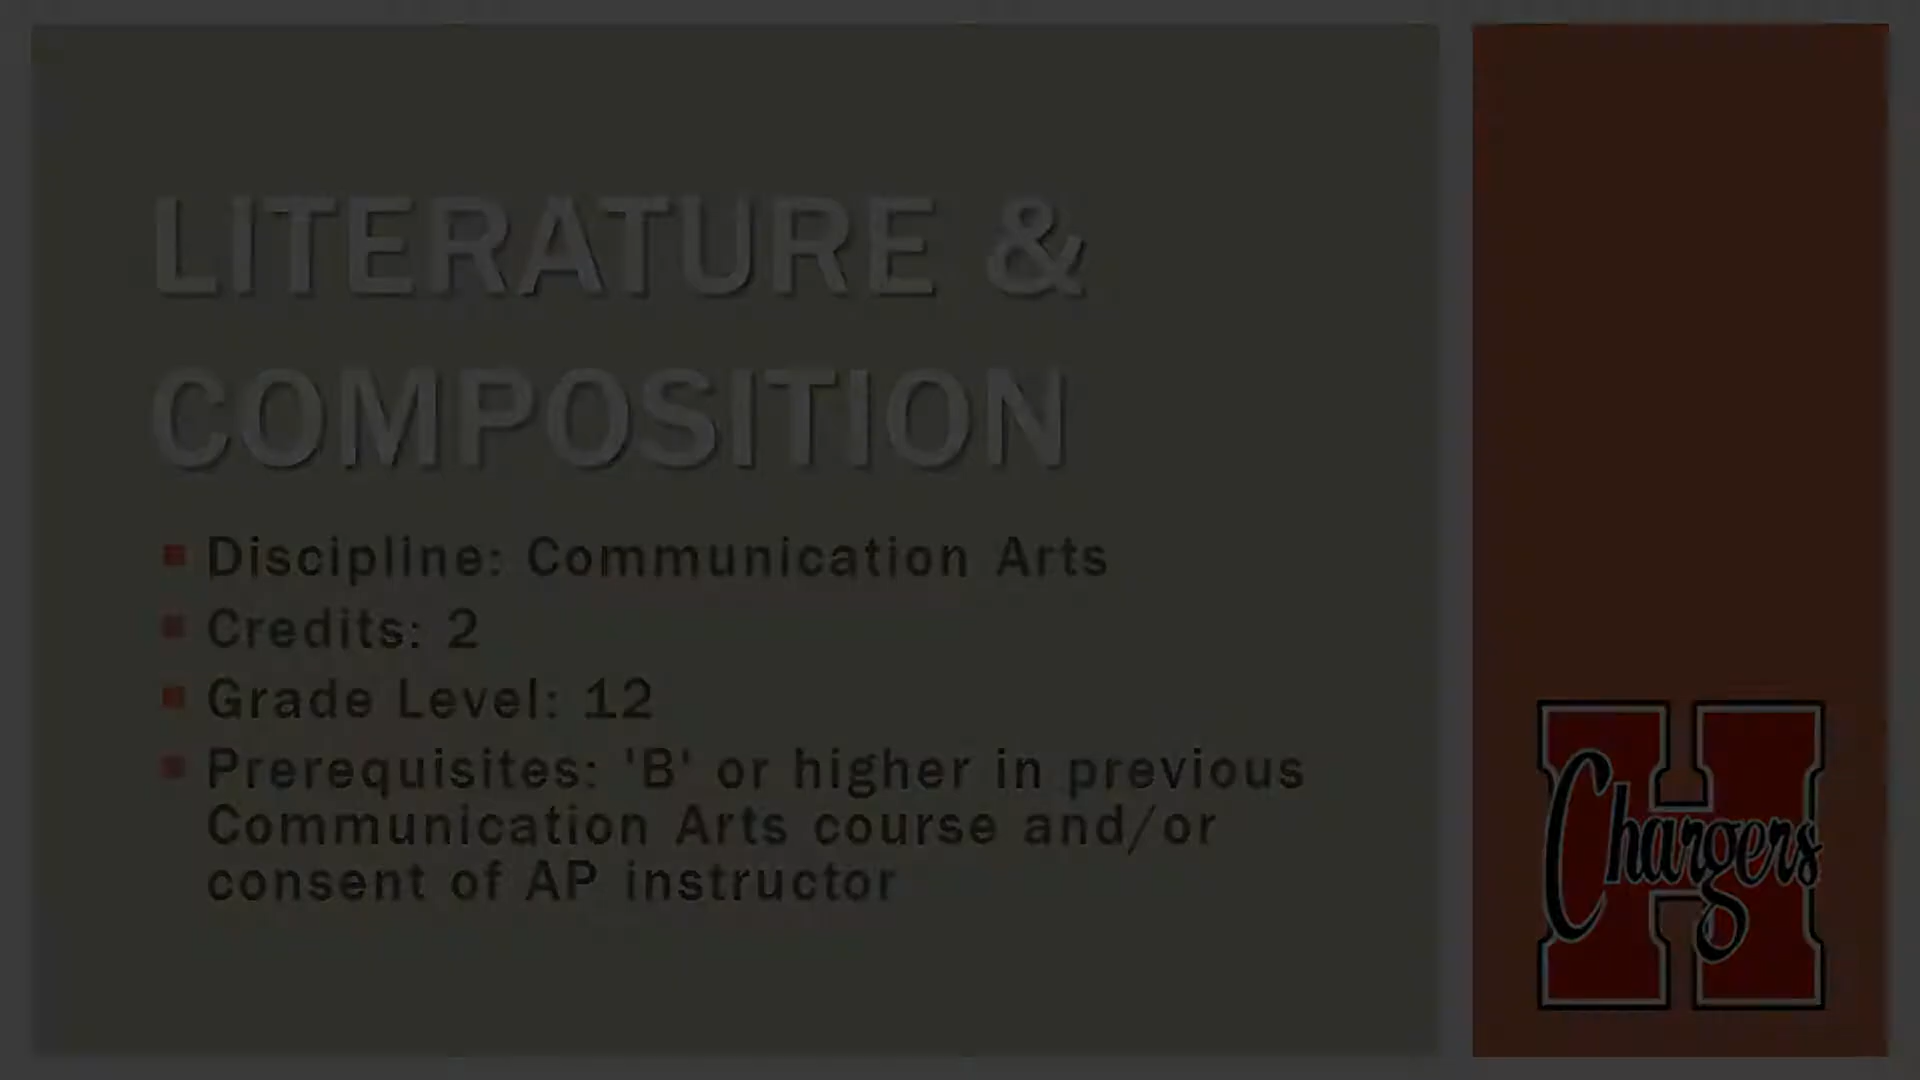 LITERATURE &
COMPOSITION
Discipline: Communication Arts
Credits: 2
Grade Level: 12
Prerequisites: 'B' or higher in previous
Communication Arts course and/or
consent of AP instructor
H
Chargers